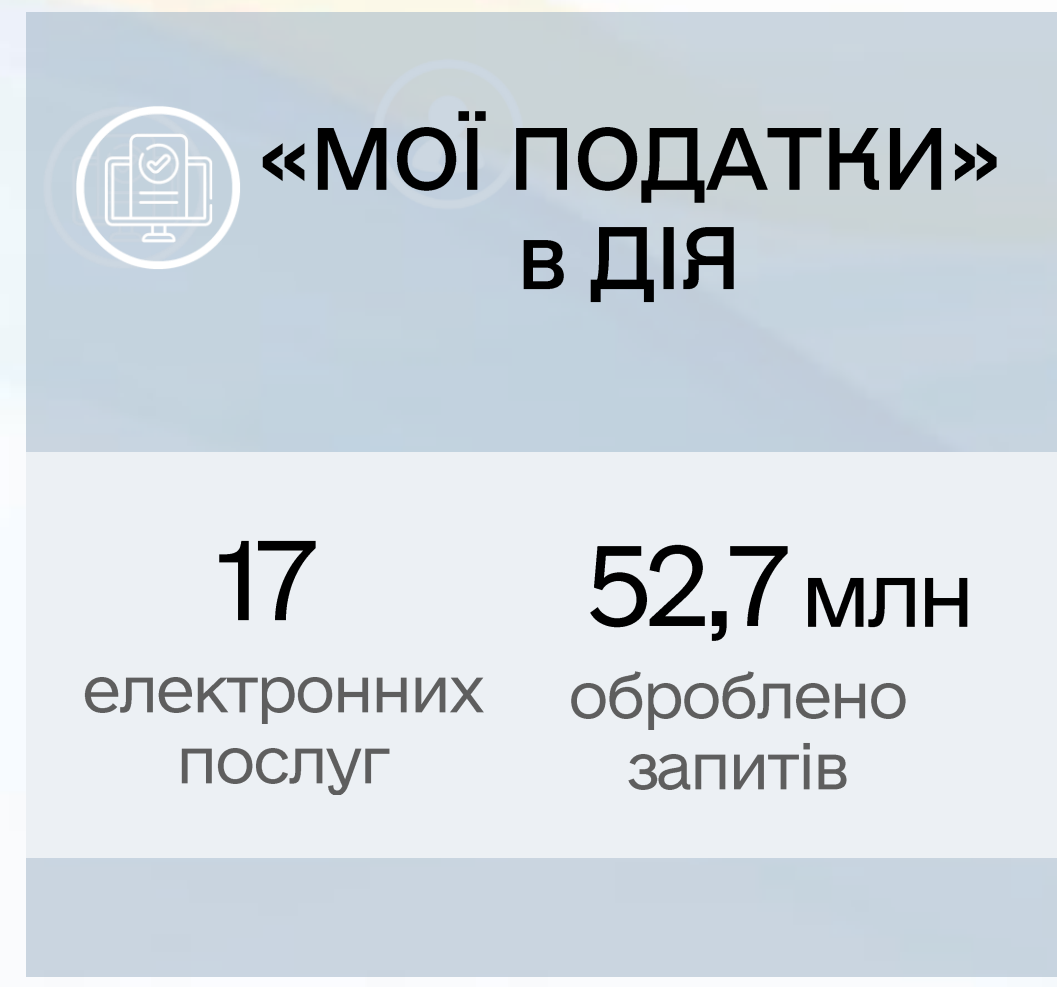 «МОЇ ПОДАТКИ»
в ДІЯ
17
електронних
послуг
52,7 млн
оброблено
запитів